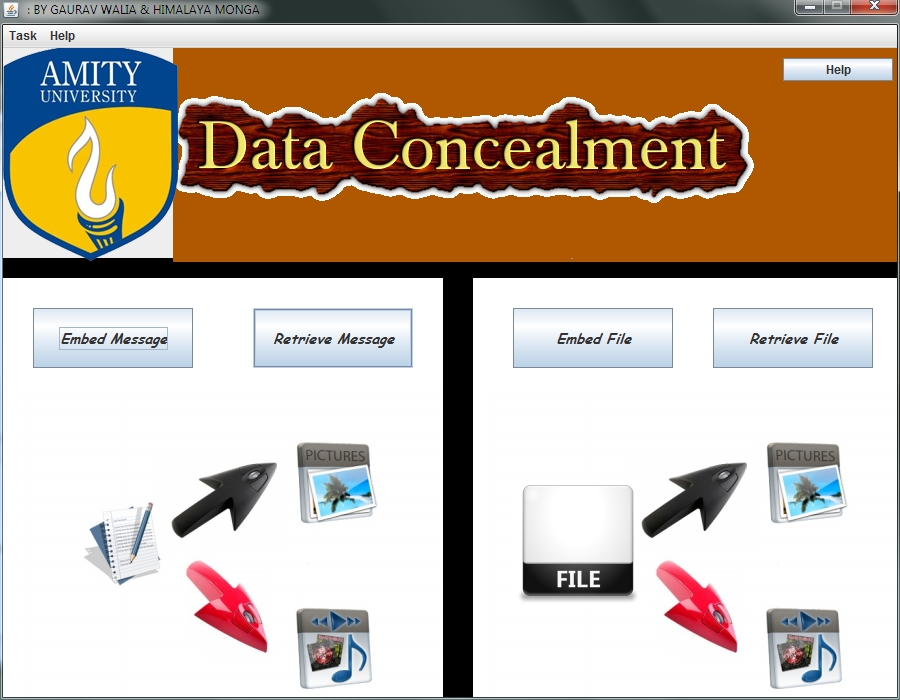 : BY GAURAV WALIA & HIMALAYA MONGA
Task Help
AMITY
UNIVERSITY
Data Concealment
Help
Embed Message
Retrieve Message
Embed File
Retrieve File
PICTURES
PICTURES
FILE